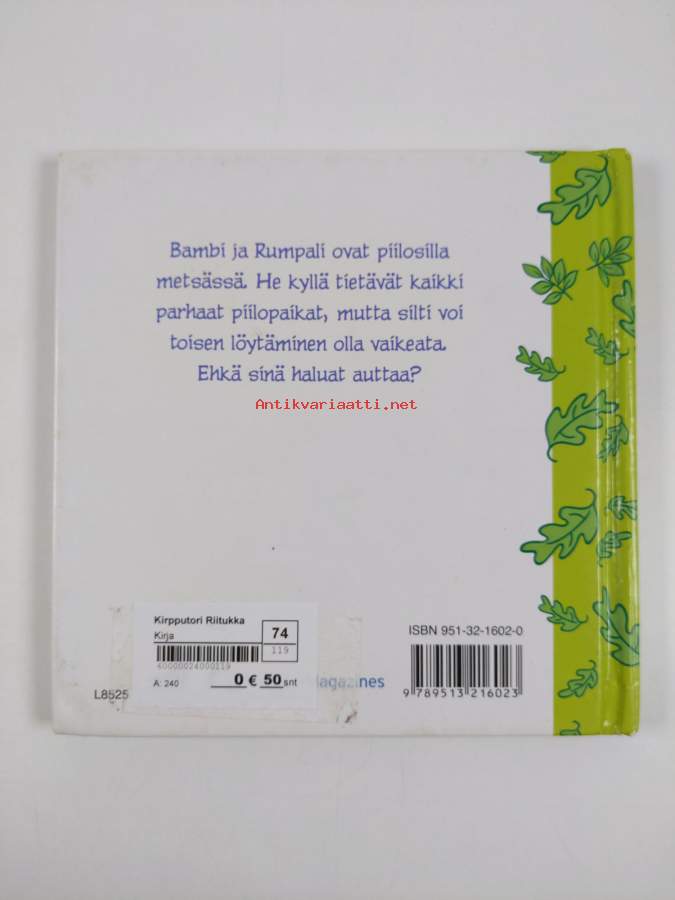 Bambi ja Rumpali ovat piilosilla
metsässä. He kyllä tietävät kaikki
parhaat piilopaikat, mutta silti voi
toisen löytäminen olla vaikeata.
Ehkä sinä haluat auttaa?
Antikvariaatti.net
Kirpputori Riitukka
Kirja
74
119
60000024000119
A: 240
0 € 50 snt
L8525
ISBN 951-32-1602-0
9 789513 216023